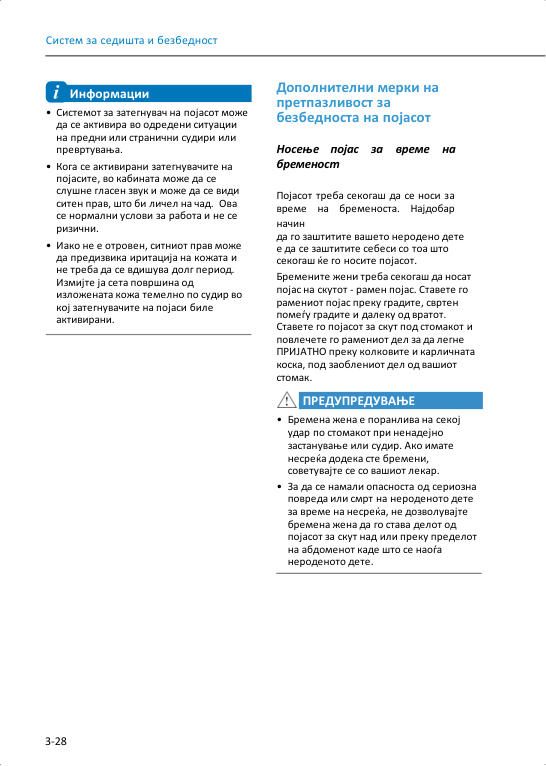 Систем за седишта и безбедност
i Информации
• Системот за затегнувач на појасот може
да се активира во одредени ситуации
на предни или странични судири или
превртувања.
• Кога се активирани затегнувачите на
појасите, во кабината може да се
слушне гласен звук и може да се види
ситен прав, што би личел на чад. Ова
се нормални услови за работа и не се
ризични.
• Иако не е отровен, ситниот прав може
да предизвика иритација на кожата и
не треба да се вдишува долг период.
Измијте ја сета површина од
изложената кожа темелно по судир во
кој затегнувачите на појаси биле
активирани.
Дополнителни мерки на
претпазливост за
безбедноста на појасот
Носење појас за време на
бременост
Појасот треба секогаш да се носи за
време на бременоста. Најдобар
начин
да го заштитите вашето неродено дете
е да се заштитите себеси со тоа што
секогаш ќе го носите појасот.
Бремените жени треба секогаш да носат
појас на скутот - рамен појас. Ставете го
рамениот појас преку градите, свртен
помеѓу градите и далеку од вратот.
Ставете го појасот за скут под стомакот и
повлечете го рамениот дел за да легне
ПРИЈАТНО преку колковите и карличната
коска, под заоблениот дел од вашиот
стомак.
ПРЕДУПРЕДУВАЊЕ
• Бремена жена е поранлива на секој
удар по стомакот при ненадејно
застанување или судир. Ако имате
несреќа додека сте бремени,
советувајте се со вашиот лекар.
• За да се намали опасноста од сериозна
повреда или смрт на нероденото дете
за време на несреќа, не дозволувајте
бремена жена да го става делот од
појасот за скут над или преку пределот
на абдоменот каде што се наоѓа
нероденото дете.
3-28